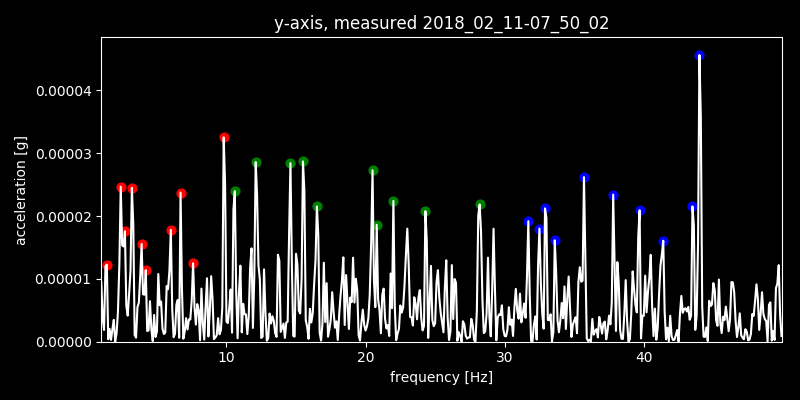 y-axis, measured 2018_02_11-07_50_02
0.00004
0.00003
0.00002
0.00001
0.00000
acceleration [g]
10 20 30 40
frequency [Hz]